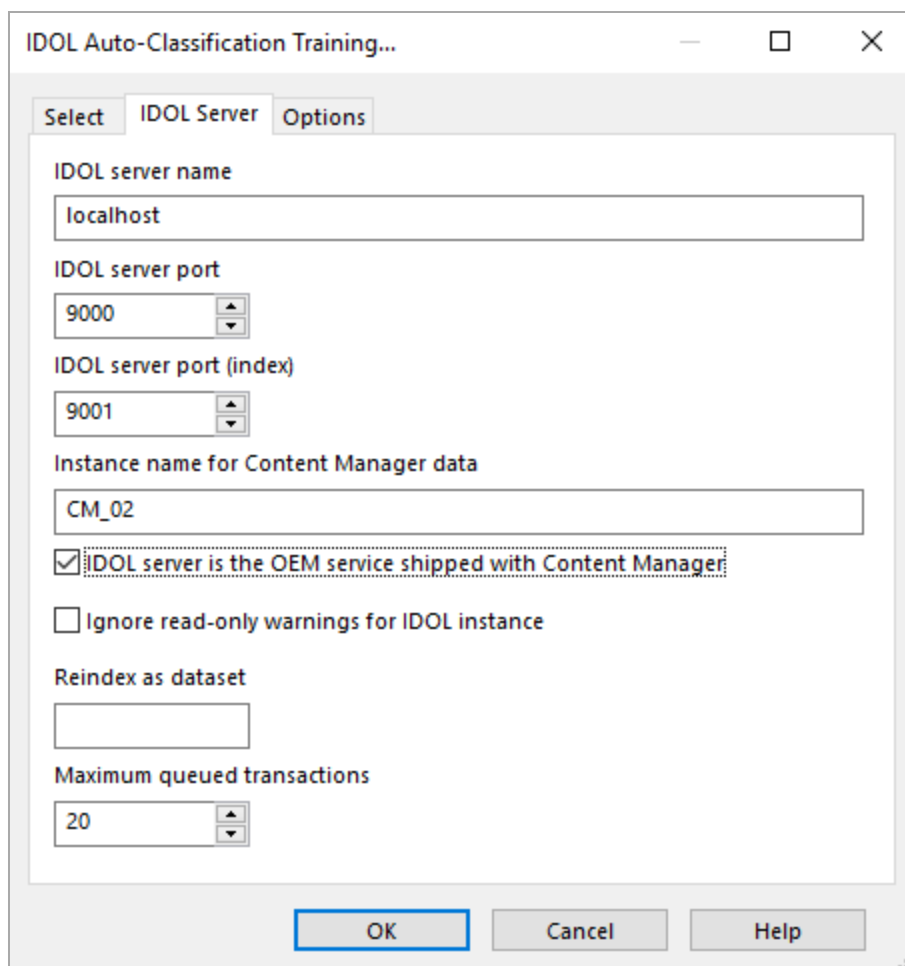 IDOL Auto-Classification Training...
Select IDOL Server Options
IDOL server name
localhost
IDOL server port
9000
IDOL server port (index)
9001
Instance name for Content Manager data
CM_02
IDOL server is the OEM service shipped with Content Manager
Ignore read-only warnings for IDOL instance
Reindex as dataset
Maximum queued transactions
20
OK Cancel Help